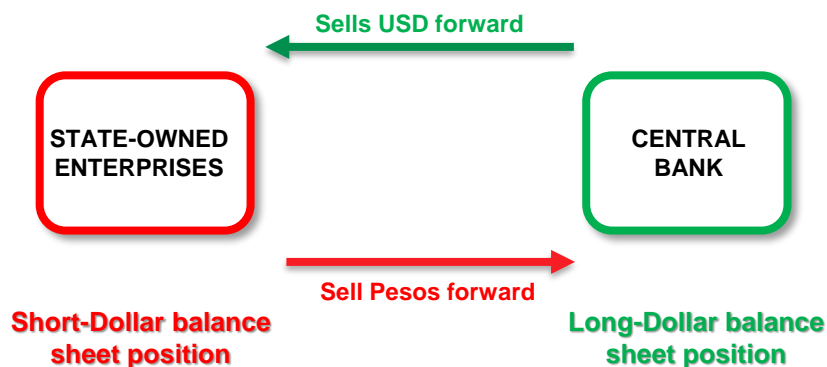 Sells USD forward
STATE-OWNED
ENTERPRISES
CENTRAL
BANK
Sell Pesos forward
Short-Dollar balance
sheet position
Long-Dollar balance
sheet position